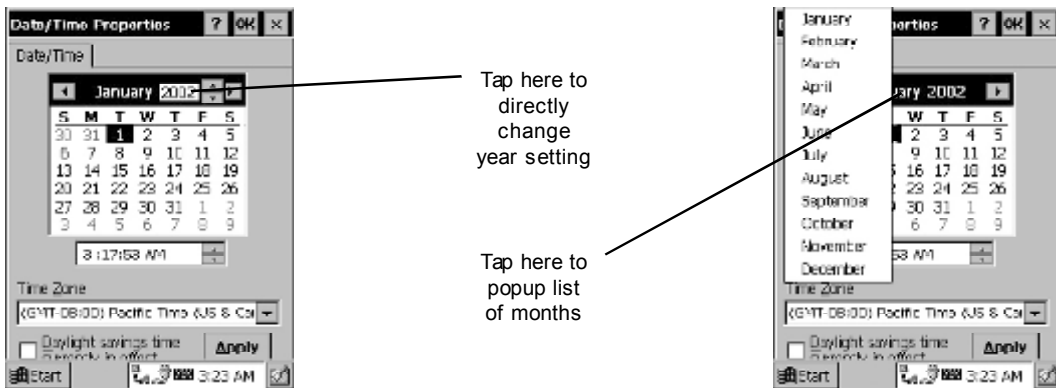 Date/Time Properties ? OK ×
Date/Time
January 2002
S M T W T F S
30 31 1 2 3 4 5
6 7 8 9 10 11 12
13 14 15 16 17 18 19
20 21 22 23 24 25 26
27 28 29 30 31 1 2
3 4 5 6 7 8 9
3:17:53 AM
Time Zone
(GMT-08:00) Pacific Time (US & Ca
Daylight savings time
currently in effect
Apply
Start
3:23 AM
Tap here to
directly
change
year setting
Tap here to
popup list
of months
January
February
March
April
May
June
July
August
September
October
November
December
erties ? OK ×
ary 2002
W T F S
2 3 4 5
9 10 11 12
16 17 18 19
23 24 25 26
30 31 1 2
6 7 8 9
53 AM
Time Zone
(GMT-08:00) Pacific Time (US & Ca
Daylight savings time
currently in effect
Apply
Start
3:23 AM